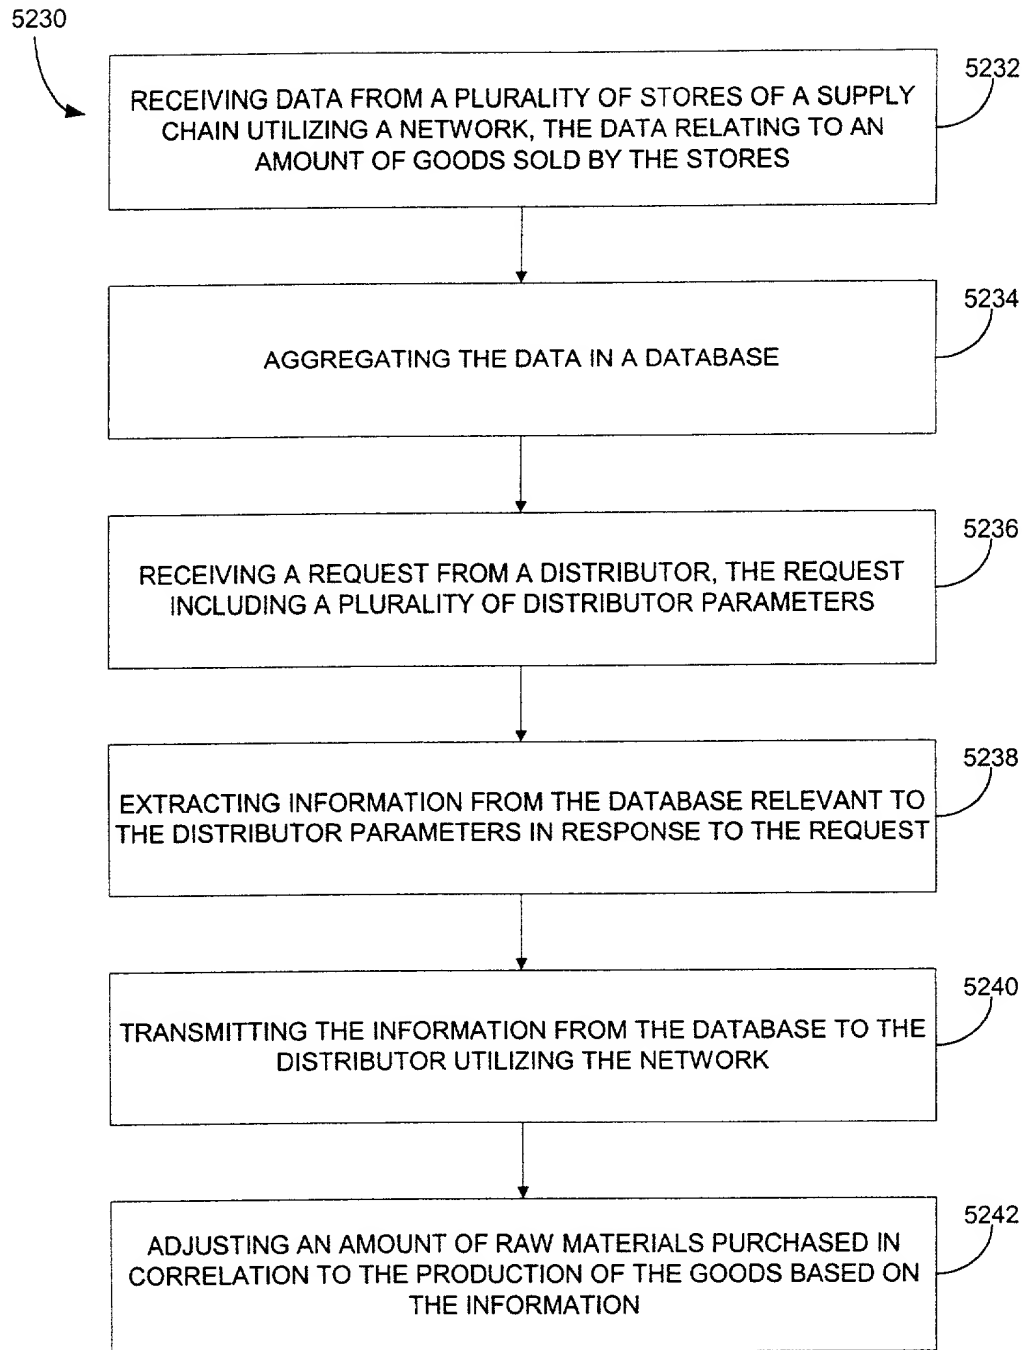 5230
5232
RECEIVING DATA FROM A PLURALITY OF STORES OF A SUPPLY
CHAIN UTILIZING A NETWORK, THE DATA RELATING TO AN
AMOUNT OF GOODS SOLD BY THE STORES
5234
AGGREGATING THE DATA IN A DATABASE
5236
RECEIVING A REQUEST FROM A DISTRIBUTOR, THE REQUEST
INCLUDING A PLURALITY OF DISTRIBUTOR PARAMETERS
5238
EXTRACTING INFORMATION FROM THE DATABASE RELEVANT TO
THE DISTRIBUTOR PARAMETERS IN RESPONSE TO THE REQUEST
5240
TRANSMITTING THE INFORMATION FROM THE DATABASE TO THE
DISTRIBUTOR UTILIZING THE NETWORK
5242
ADJUSTING AN AMOUNT OF RAW MATERIALS PURCHASED IN
CORRELATION TO THE PRODUCTION OF THE GOODS BASED ON
THE INFORMATION